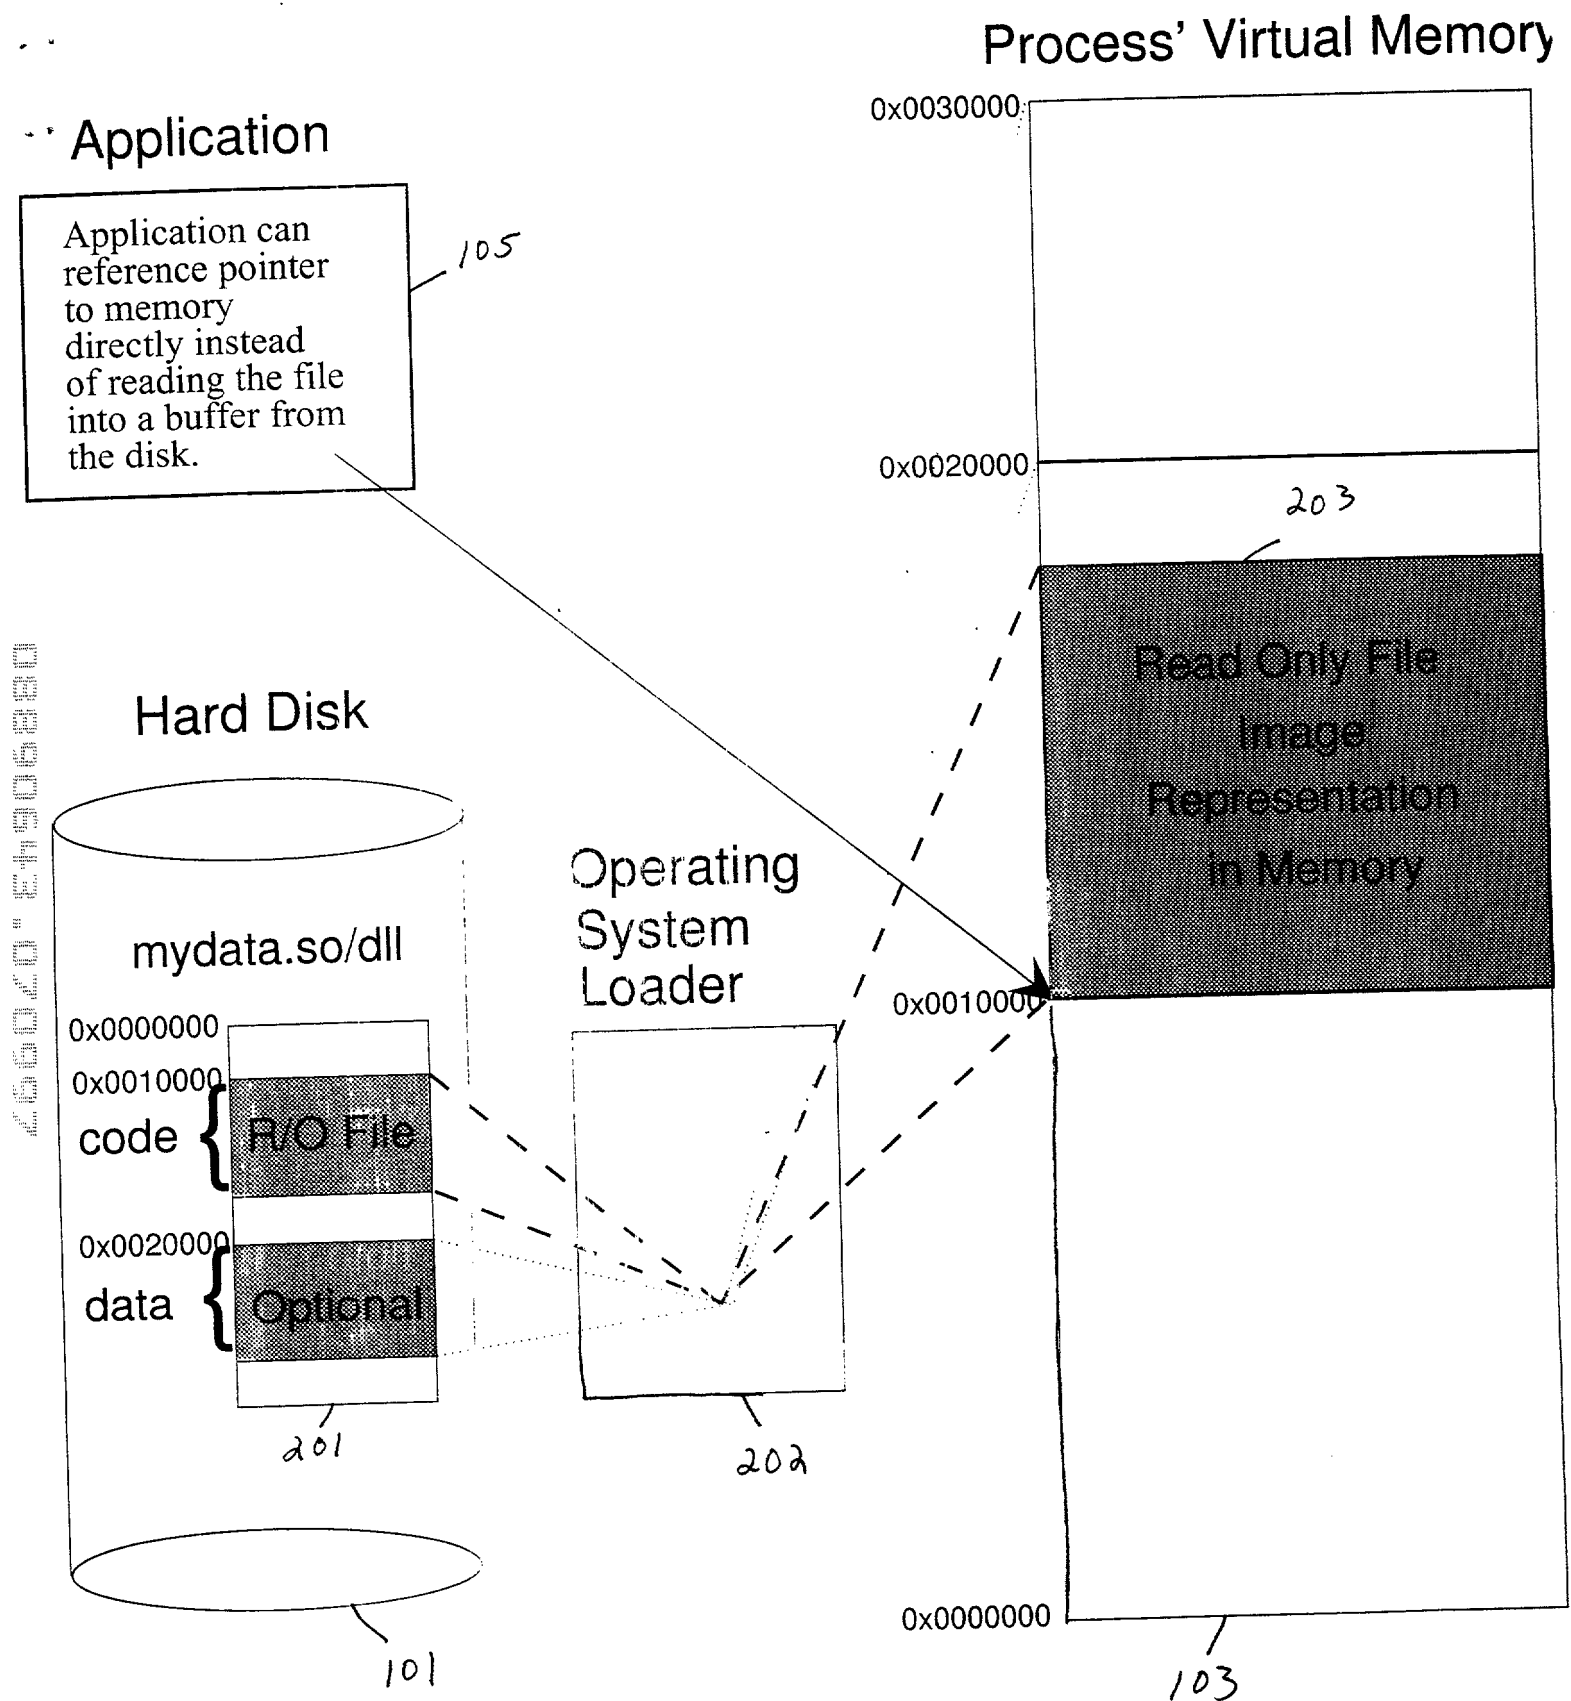 Process' Virtual Memory
0x0030000
Application
Application can
reference pointer
to memory
directly instead
of reading the file
into a buffer from
the disk.
105
0x0020000
203
Read Only File
Image
Representation
in Memory
Hard Disk
Operating
System
Loader
mydata.so/dll
0x0010000
0x0000000
0x0010000
code { R/O File
0x0020000
data { Optional
201
202
0x0000000
101
103